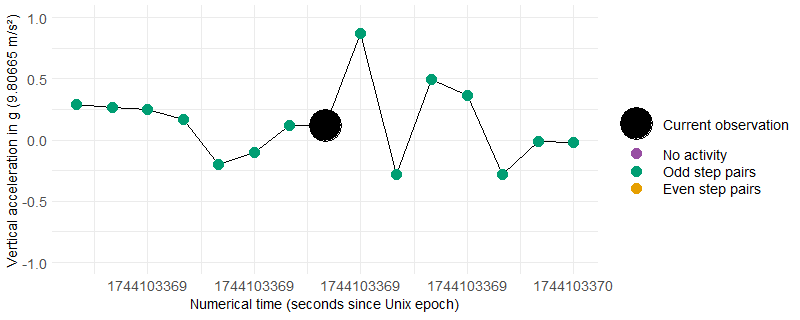 Vertical acceleration in g (9.80665 m/s²)
1.0
0.5
0.0
-0.5
-1.0
1744103369 1744103369 1744103369 1744103369 1744103370
Numerical time (seconds since Unix epoch)
Current observation
No activity
Odd step pairs
Even step pairs